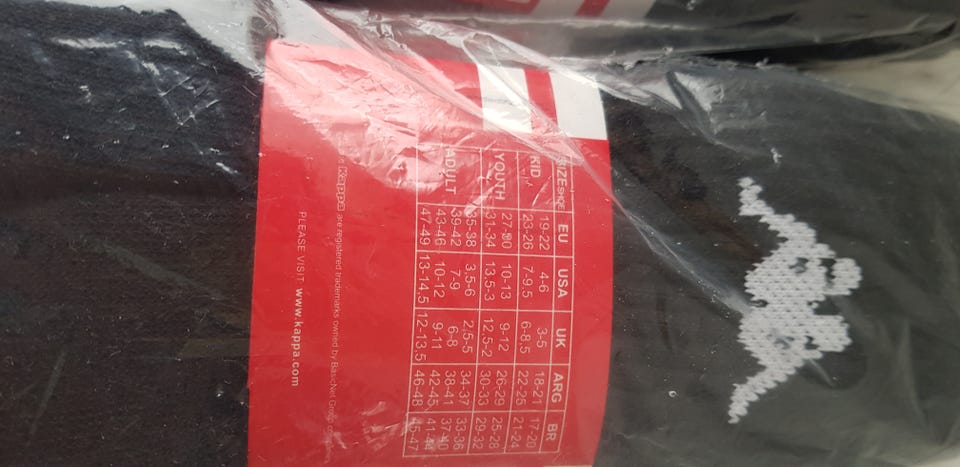 SIZE SHOE EU USA UK ARG BR
KID 19-22 4-6 3-5 18-21 17-20
23-26 7-9.5 6-8.5 22-25 21-24
YOUTH 27-30 10-13 9-12 26-29 25-28
31-34 13.5-3 12.5-2 30-33 29-32
ADULT 35-38 3.5-6 2.5-5 34-37 33-36
39-42 7-9 6-8 38-41 37-40
43-46 10-12 9-11 42-45 41-44
47-49 13-14.5 12-13.5 46-48 45-47
Kappa are registered trademarks owned by BasicNet Group
PLEASE VISIT www.kappa.com